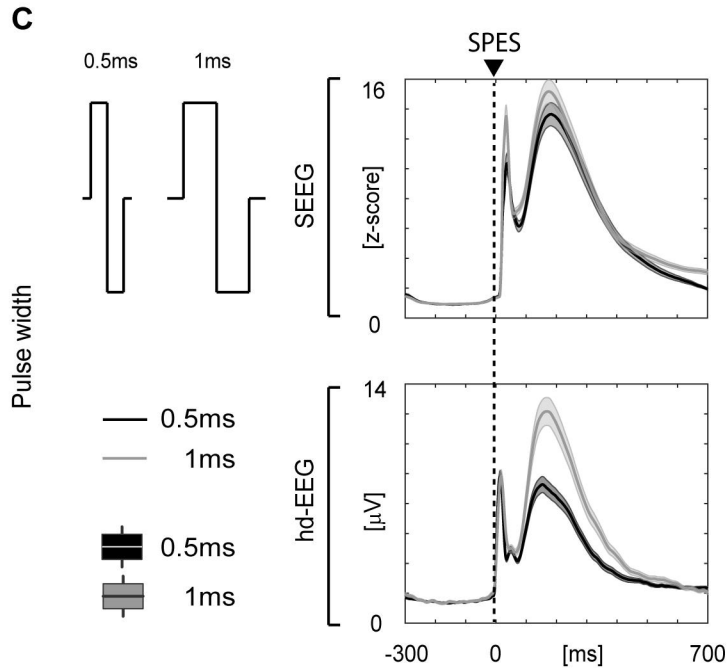 C
SPES
0.5ms 1ms
16
SEEG
[z-score]
0
Pulse width
14
0.5ms
1ms
hd-EEG
[µV]
0.5ms
1ms
0
-300 0 [ms] 700